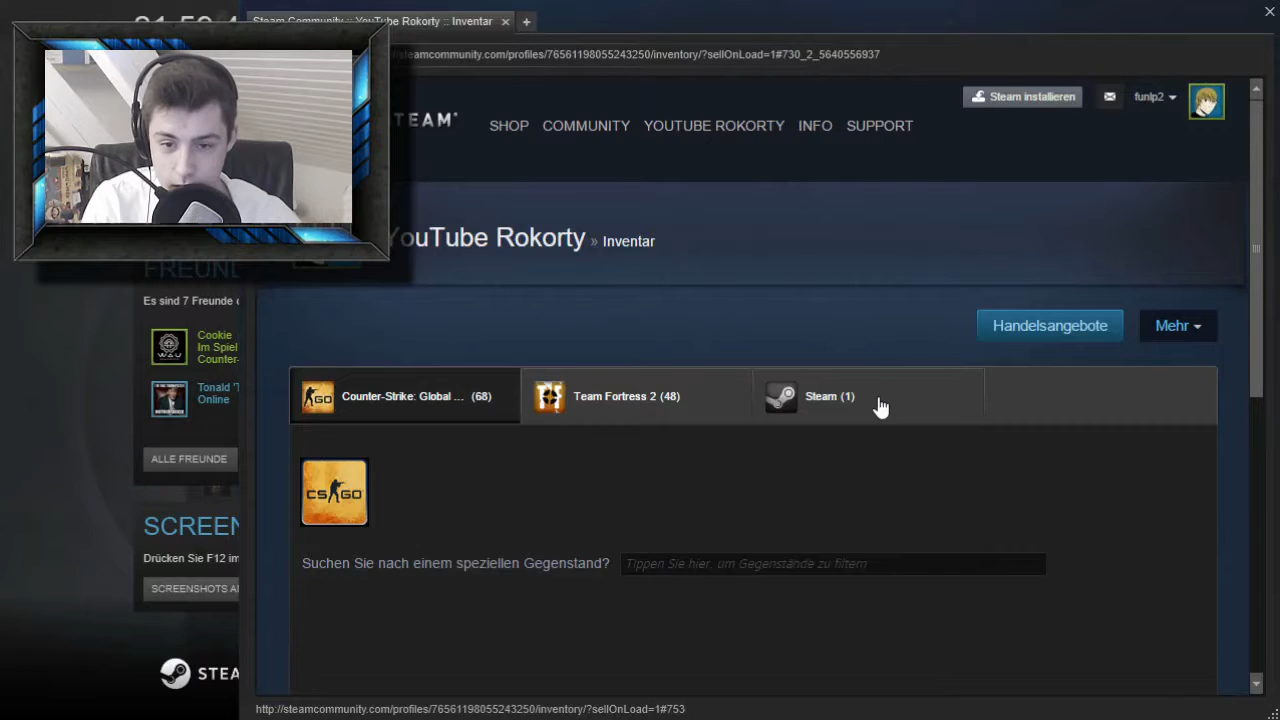 Steam Community :: YouTube Rokorty :: Inventar
//steamcommunity.com/profiles/76561198055243250/inventory/?sellOnLoad=1#730_2_5640556937
Steam installieren
funlp2
STEAM
SHOP COMMUNITY YOUTUBE ROKORTY INFO SUPPORT
YouTube Rokorty » Inventar
FREUND
Es sind 7 Freunde
Handelsangebote
Mehr
Cookie
Im Spiel
Counter-
Tonald 'T
Online
Counter-Strike: Global ... (68)
Team Fortress 2 (48)
Steam (1)
ALLE FREUNDE
CS GO
SCREEN
Drücken Sie F12 im
SCREENSHOTS A
Suchen Sie nach einem speziellen Gegenstand?
Tippen Sie hier, um Gegenstände zu filtern
STEA
http://steamcommunity.com/profiles/76561198055243250/inventory/?sellOnLoad=1#753